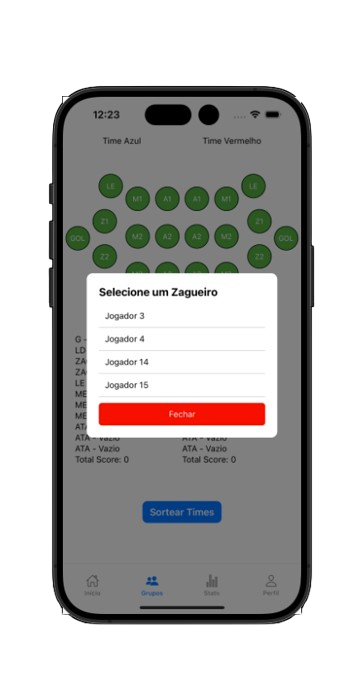 12:23
Time Azul Time Vermelho
LE LE
M1 A1 A1 M1
Z1 Z1
GOL M2 A2 A2 M2 GOL
Z2 Z2
Selecione um Zagueiro
Jogador 3
Jogador 4
Jogador 14
Jogador 15
Fechar
G -
LD
ZA
ZA
LE
ME
ME
ME
ATA
ATA - Vazio ATA - Vazio
ATA - Vazio ATA - Vazio
Total Score: 0 Total Score: 0
Sortear Times
Início Grupos Stats Perfil